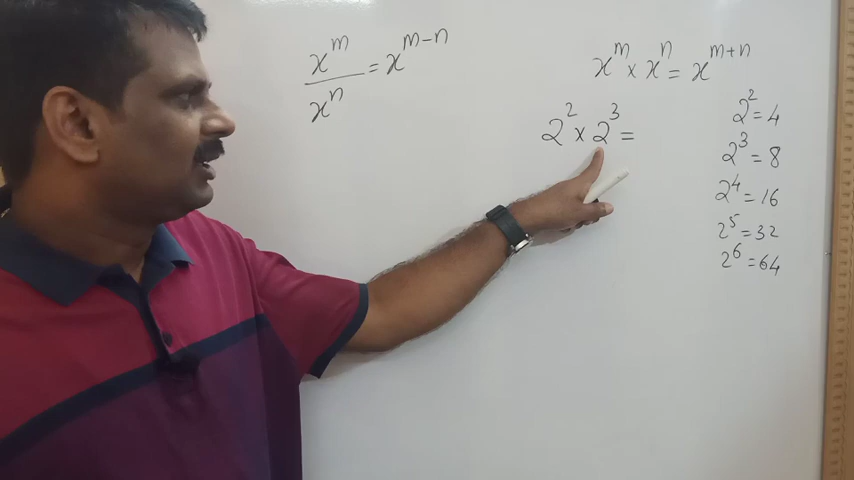 x^m / x^n = x^(m-n)
x^m × x^n = x^(m+n)
2^2 × 2^3 =
2^2 = 4
2^3 = 8
2^4 = 16
2^5 = 32
2^6 = 64